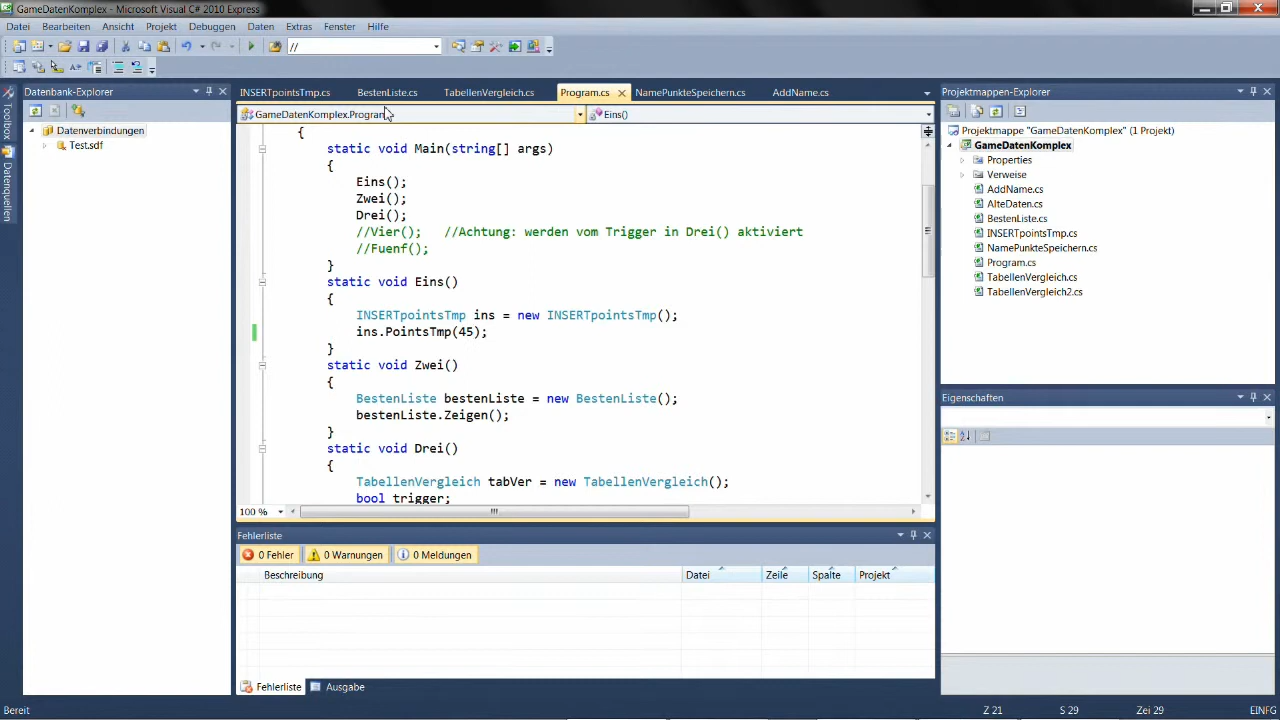 GameDatenKomplex - Microsoft Visual C# 2010 Express
Datei Bearbeiten Ansicht Projekt Debuggen Daten Extras Fenster Hilfe
//
Toolbox
Datenquellen
Datenbank-Explorer
Datenverbindungen
Test.sdf
INSERTpointsTmp.cs BestenListe.cs TabellenVergleich.cs Program.cs NamePunkteSpeichern.cs AddName.cs
GameDatenKomplex.Program Eins()
{
static void Main(string[] args)
{
Eins();
Zwei();
Drei();
//Vier(); //Achtung: werden vom Trigger in Drei() aktiviert
//Fuenf();
}
static void Eins()
{
INSERTpointsTmp ins = new INSERTpointsTmp();
ins.PointsTmp(45);
}
static void Zwei()
{
BestenListe bestenListe = new BestenListe();
bestenListe.Zeigen();
}
static void Drei()
{
TabellenVergleich tabVer = new TabellenVergleich();
bool trigger;
100 %
Fehlerliste
0 Fehler 0 Warnungen 0 Meldungen
Beschreibung Datei Zeile Spalte Projekt
Fehlerliste Ausgabe
Projektmappen-Explorer
Projektmappe "GameDatenKomplex" (1 Projekt)
GameDatenKomplex
Properties
Verweise
AddName.cs
AlteDaten.cs
BestenListe.cs
INSERTpointsTmp.cs
NamePunkteSpeichern.cs
Program.cs
TabellenVergleich.cs
TabellenVergleich2.cs
Eigenschaften
Bereit Z 21 S 29 Zei 29 EINFG